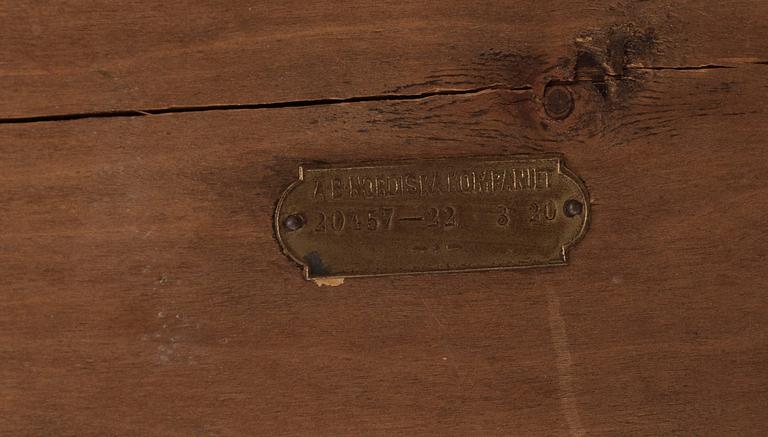 A.B. NORDISKA KOMPANIET
20457—22 3 20